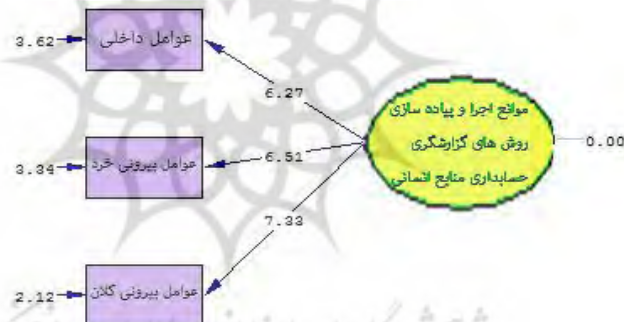 عوامل داخلی
3.62
6.27
موانع اجرا و پیاده سازی
روش های گزارشگری
حسابداری منابع انسانی
0.00
عوامل بیرونی خرد
3.34
6.51
7.33
عوامل بیرونی کلان
2.12